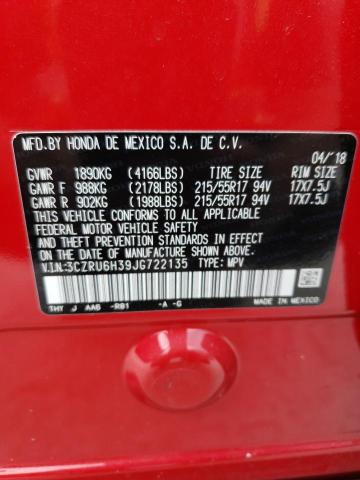 MFD.BY HONDA DE MEXICO S.A. DE C.V.
04/'18
GVWR 1890KG (4166LBS) TIRE SIZE RIM SIZE
GAWR F 988KG (2178LBS) 215/55R17 94V 17X7.5J
GAWR R 902KG (1988LBS) 215/55R17 94V 17X7.5J
THIS VEHICLE CONFORMS TO ALL APPLICABLE
FEDERAL MOTOR VEHICLE SAFETY AND THEFT
PREVENTION STANDARDS IN EFFECT ON THE DATE OF
MANUFACTURE SHOWN ABOVE.
V.I.N:3CZRU6H39JG722135 TYPE: MPV
THY J AA6 -R81 -A -G
MADE IN MEXICO